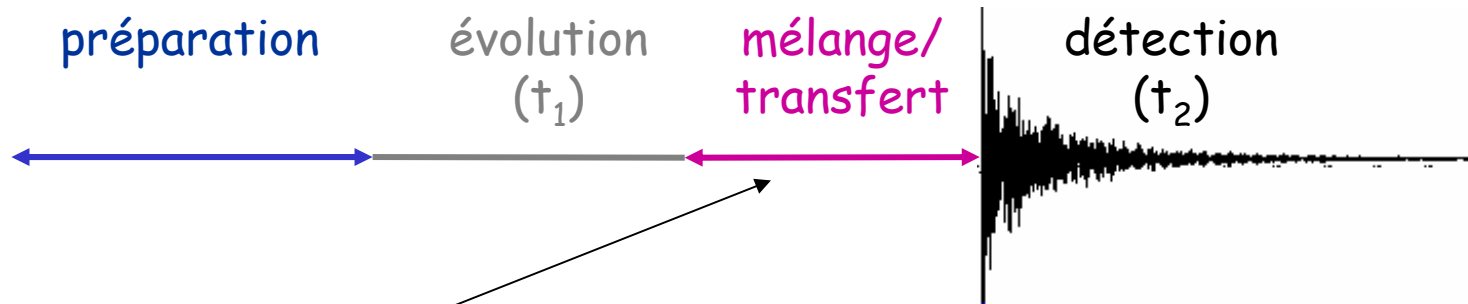 préparation
évolution
(t₁)
mélange/
transfert
détection
(t₂)